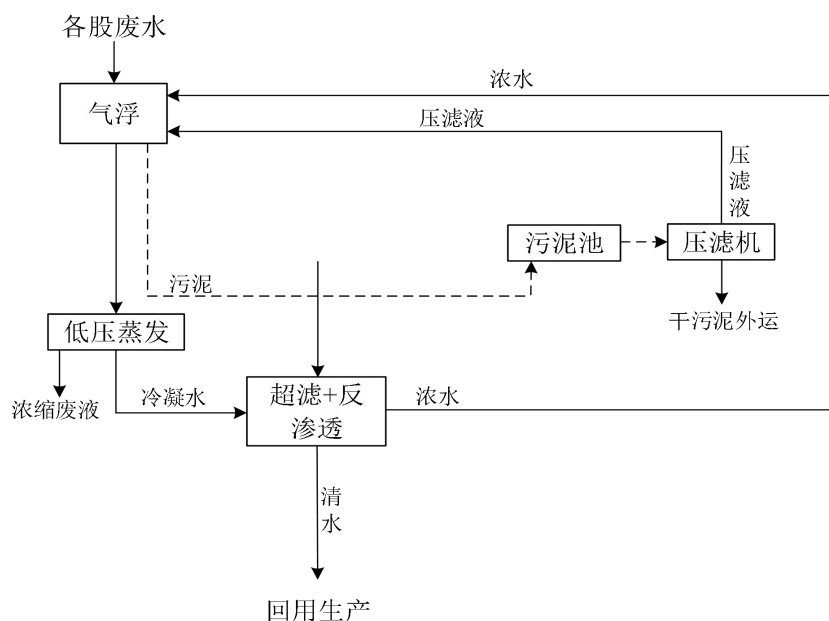 各股废水
浓水
气浮
压滤液
压滤液
污泥池
压滤机
污泥
干污泥外运
低压蒸发
冷凝水
浓缩废液
超滤+反
渗透
浓水
清水
回用生产